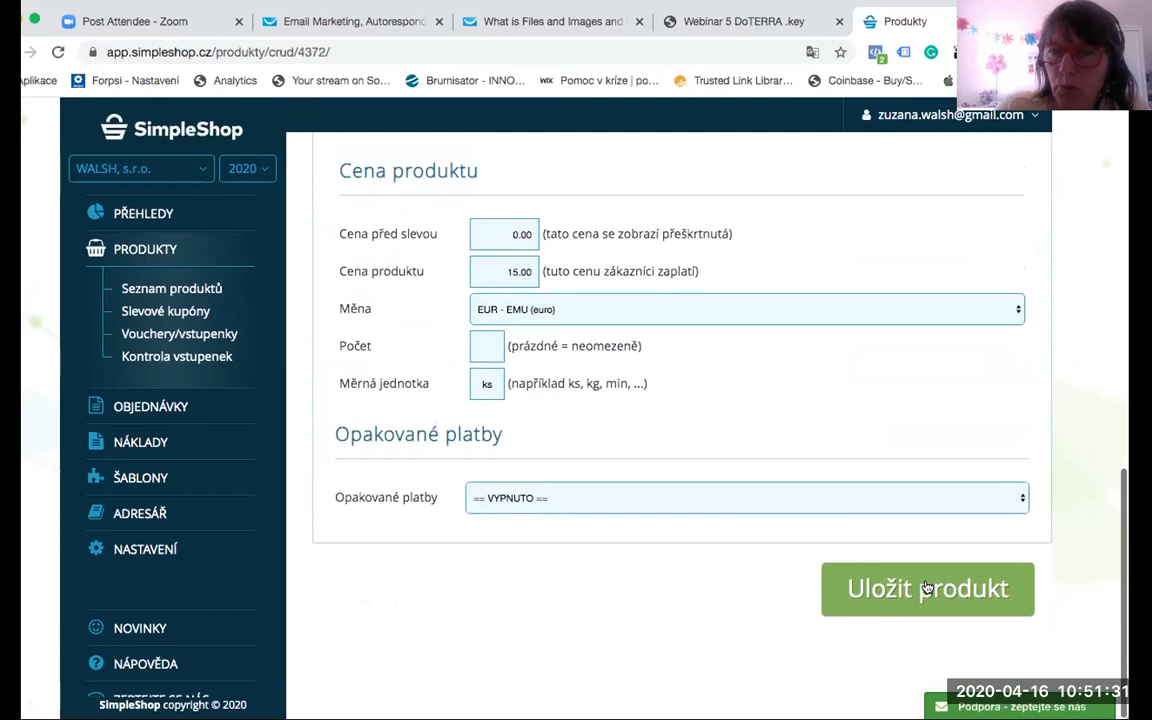 Post Attendee - Zoom
Email Marketing, Autorespond
What is Files and Images and
Webinar 5 DoTERRA .key
Produkty
app.simpleshop.cz/produkty/crud/4372/
Aplikace
Forpsi - Nastavení
Analytics
Your stream on So...
Brumisator - INNO...
WIX Pomoc v kríze | po...
Trusted Link Librar...
Coinbase - Buy/S...
SimpleShop
zuzana.walsh@gmail.com
WALSH, s.r.o.
2020
PŘEHLEDY
PRODUKTY
Seznam produktů
Slevové kupóny
Vouchery/vstupenky
Kontrola vstupenek
OBJEDNÁVKY
NÁKLADY
ŠABLONY
ADRESÁŘ
NASTAVENÍ
NOVINKY
NÁPOVĚDA
ZEPTEJTE SE NÁS
SimpleShop copyright © 2020
Cena produktu
Cena před slevou 0.00 (tato cena se zobrazí přeškrtnutá)
Cena produktu 15.00 (tuto cenu zákazníci zaplatí)
Měna EUR - EMU (euro)
Počet (prázdné = neomezeně)
Měrná jednotka ks (například ks, kg, min, ...)
Opakované platby
Opakované platby == VYPNUTO ==
Uložit produkt
2020-04-16 10:51:31
Podpora - zeptejte se nás